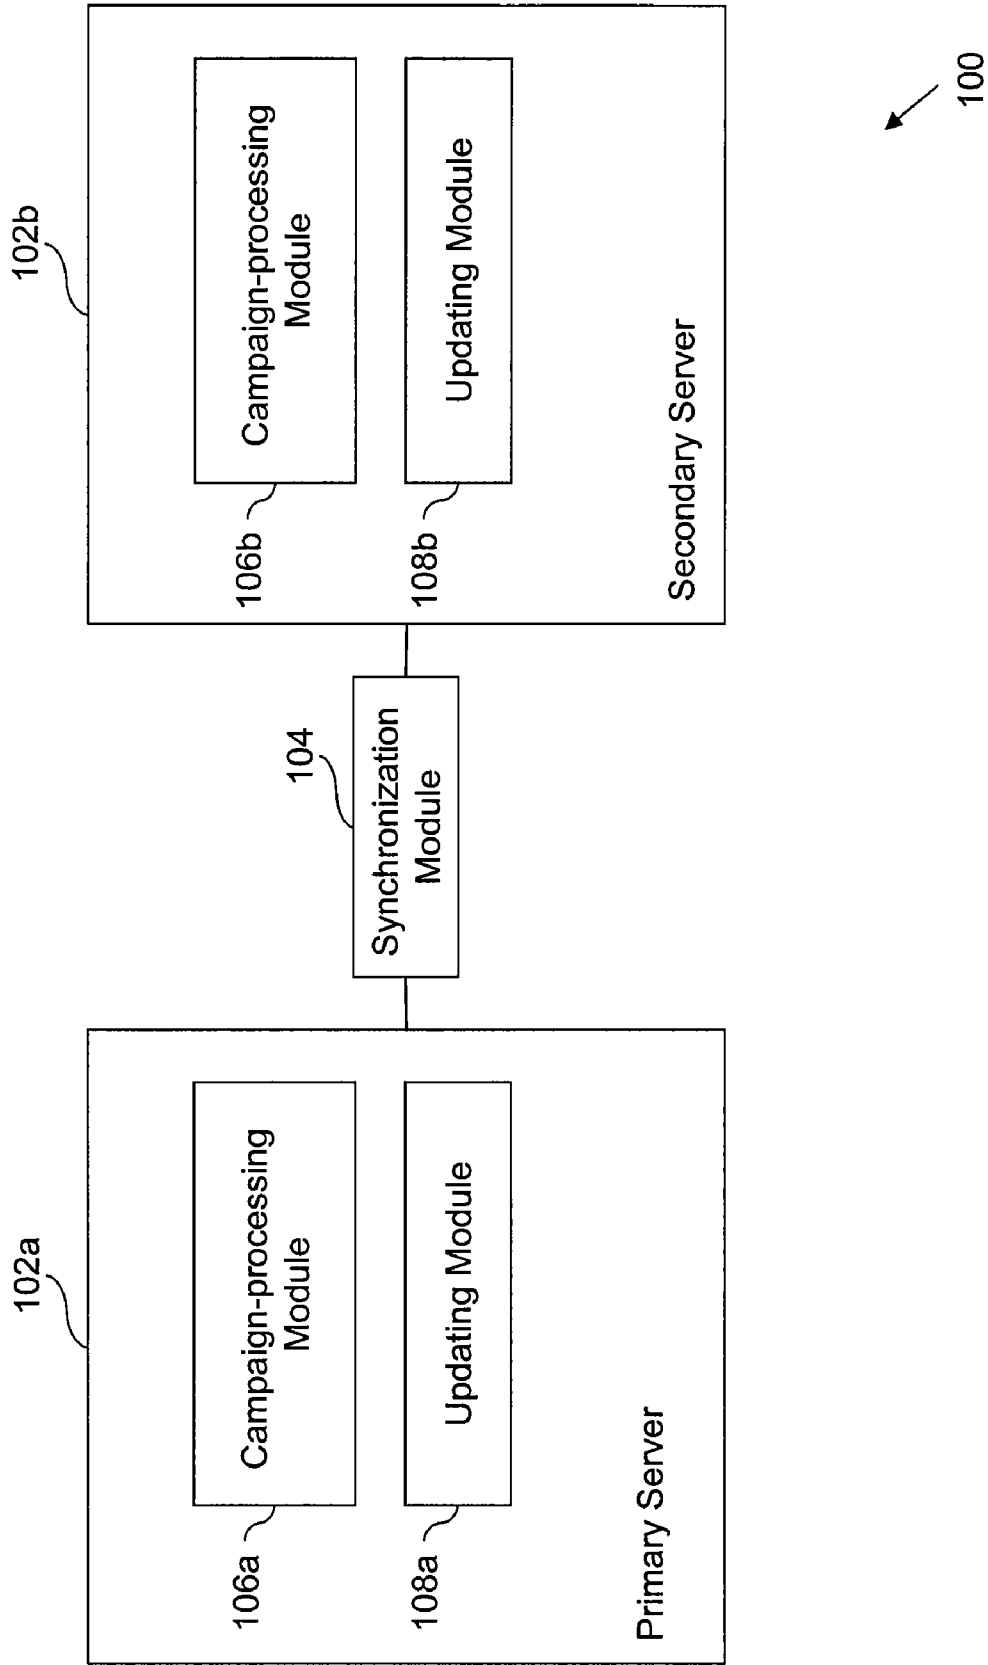 102a
Campaign-processing
Module
106a
Updating Module
108a
Primary Server
104
Synchronization
Module
102b
Campaign-processing
Module
106b
Updating Module
108b
Secondary Server
100